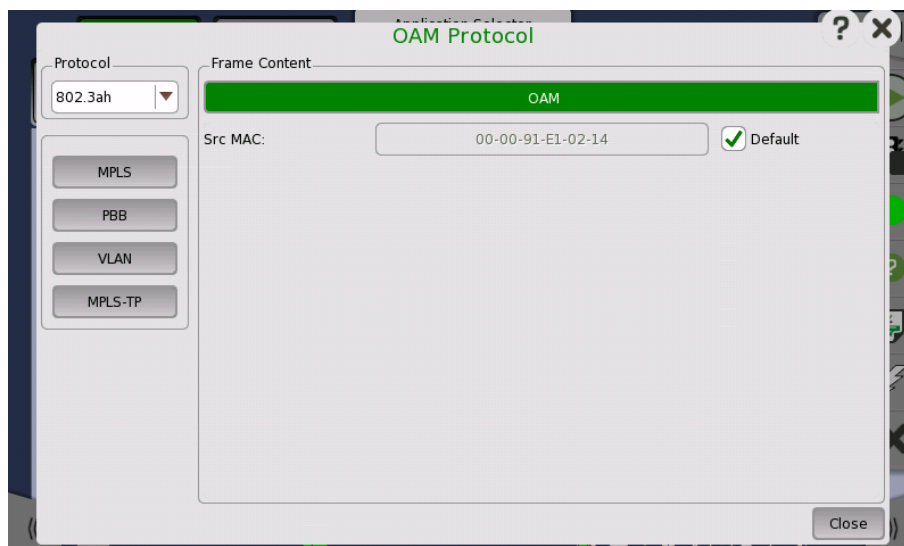 OAM Protocol
?
Protocol
802.3ah
MPLS
PBB
VLAN
MPLS-TP
Frame Content
OAM
Src MAC:
00-00-91-E1-02-14
Default
Close